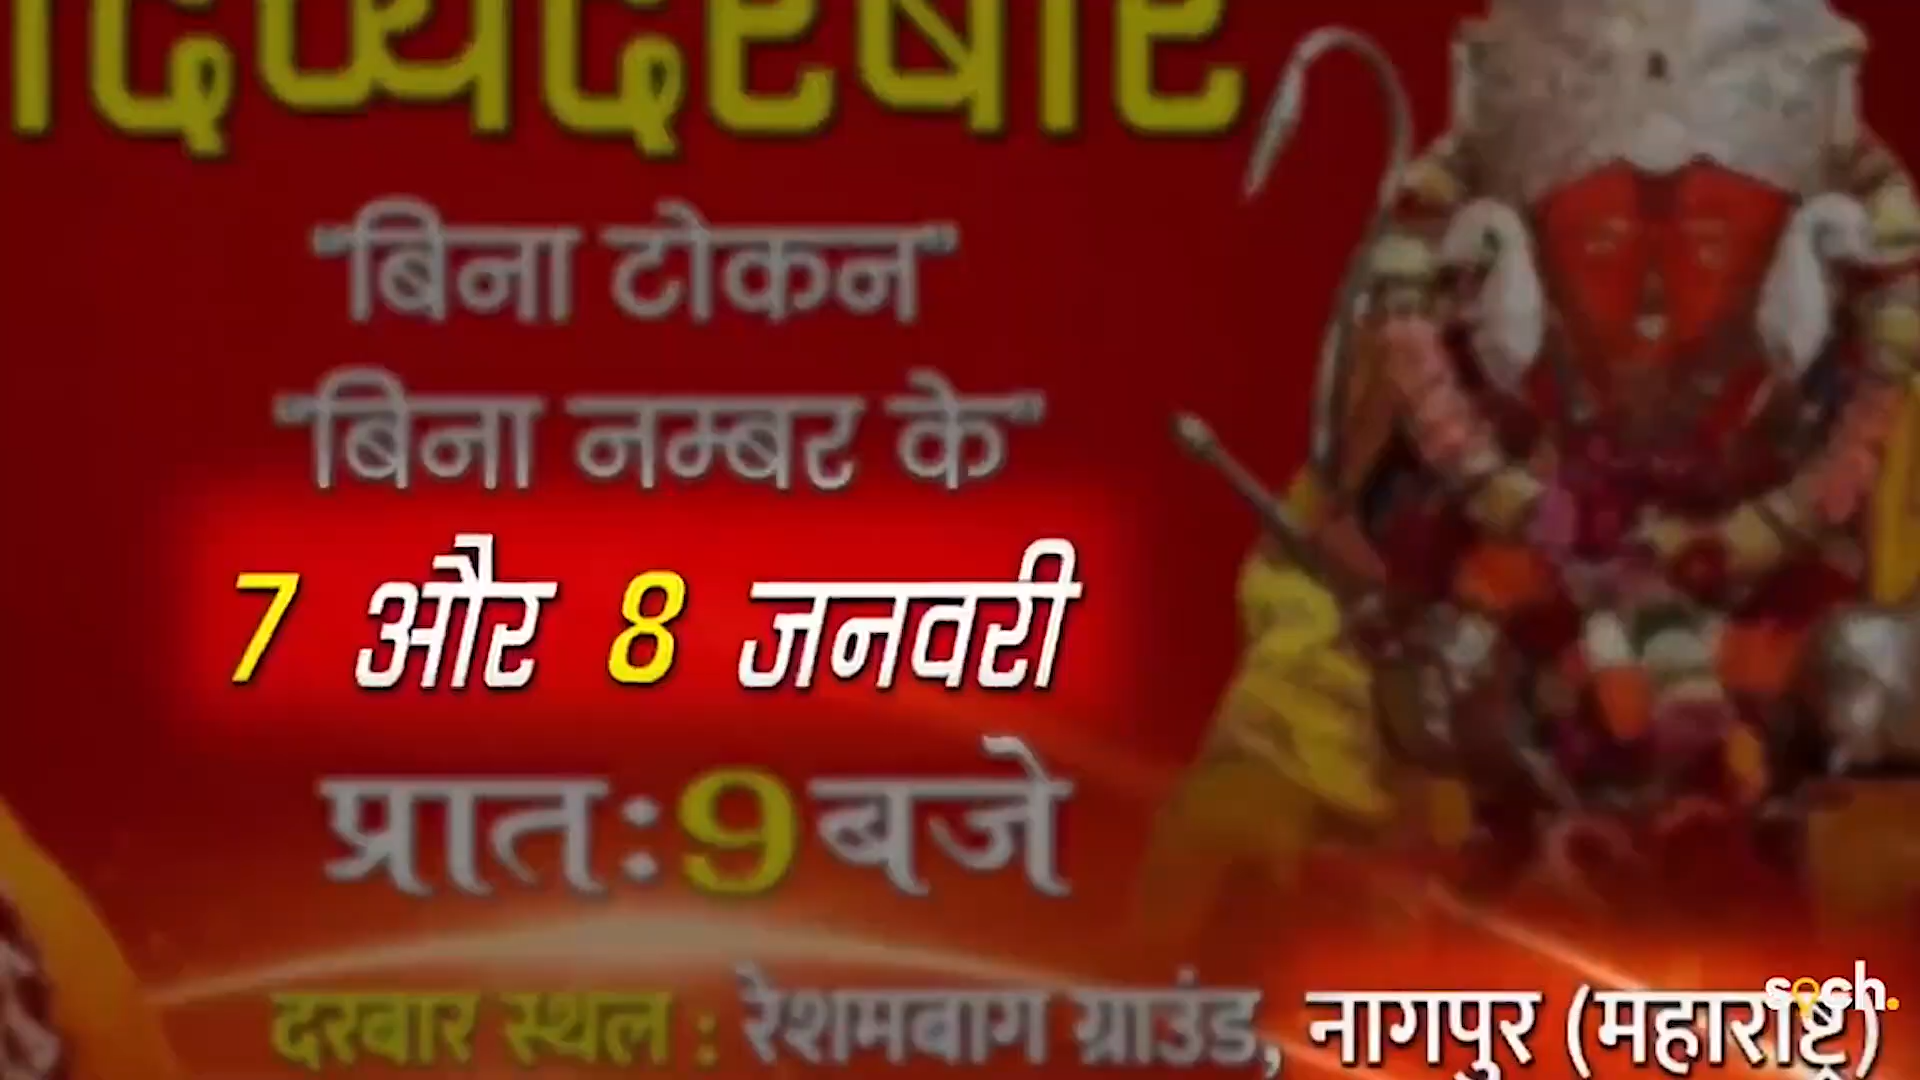 दिव्यदरबार
"बिना टोकन"
"बिना नम्बर के"
7 और 8 जनवरी
प्रात:9बजे
दरबार स्थल : रेशमबाग ग्राउंड, नागपुर (महाराष्ट्र)
soch.